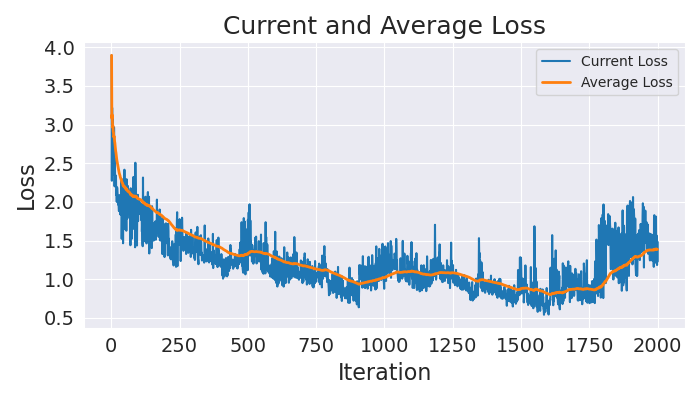 Current and Average Loss
4.0
3.5
3.0
2.5
2.0
1.5
1.0
0.5
Loss
Current Loss
Average Loss
0 250 500 750 1000 1250 1500 1750 2000
Iteration